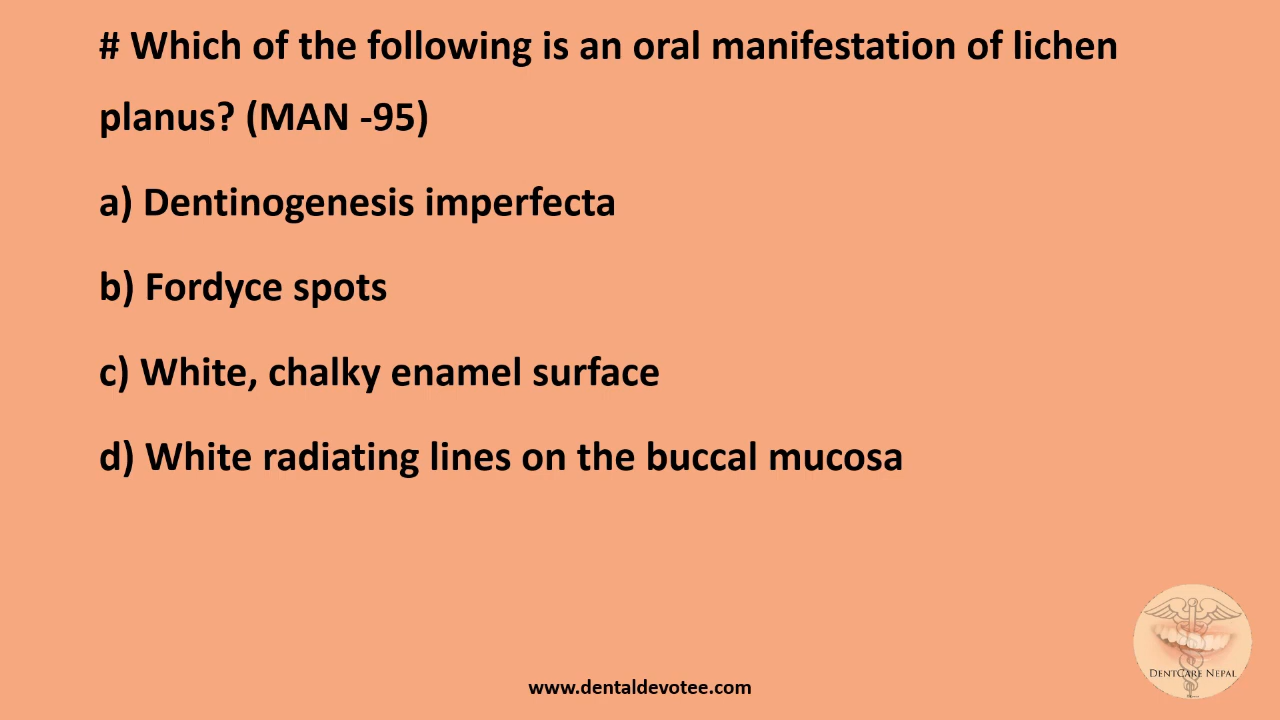 # Which of the following is an oral manifestation of lichen
planus? (MAN -95)
a) Dentinogenesis imperfecta
b) Fordyce spots
c) White, chalky enamel surface
d) White radiating lines on the buccal mucosa
DENTCARE NEPAL
www.dentaldevotee.com